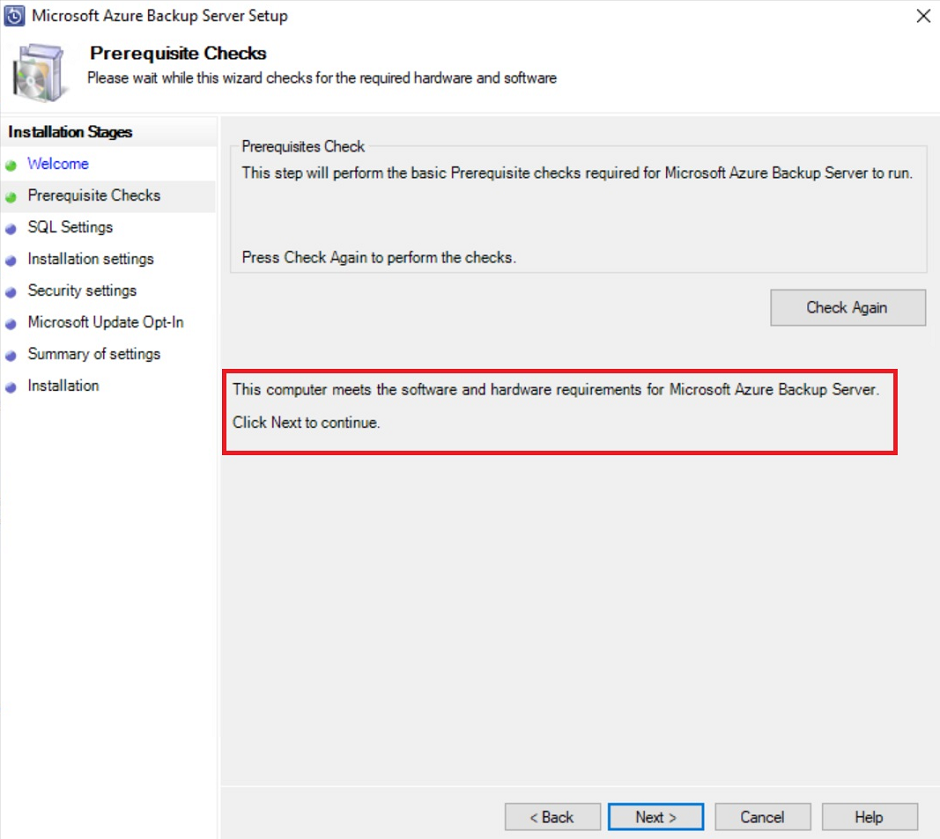 Microsoft Azure Backup Server Setup
Prerequisite Checks
Please wait while this wizard checks for the required hardware and software
Installation Stages
Welcome
Prerequisite Checks
SQL Settings
Installation settings
Security settings
Microsoft Update Opt-In
Summary of settings
Installation
Prerequisites Check
This step will perform the basic Prerequisite checks required for Microsoft Azure Backup Server to run.
Press Check Again to perform the checks.
Check Again
This computer meets the software and hardware requirements for Microsoft Azure Backup Server.
Click Next to continue.
< Back
Next >
Cancel
Help